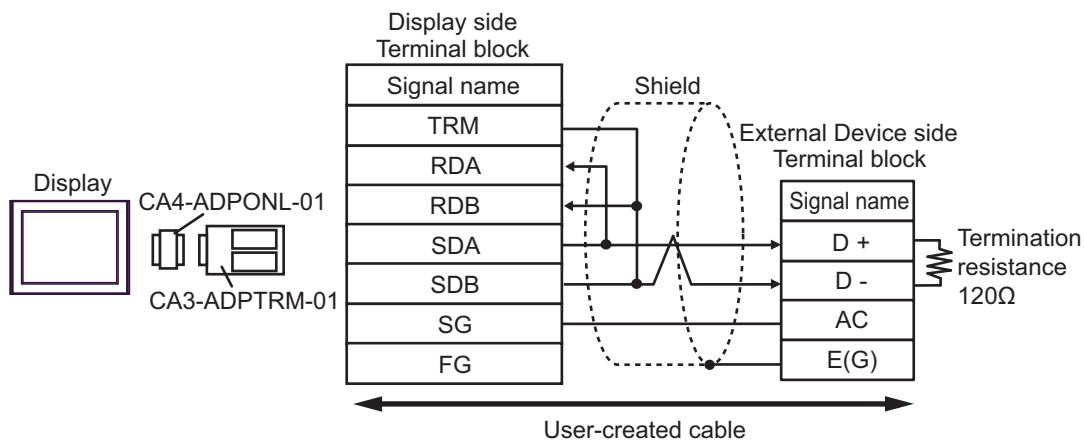 Display
CA4-ADPONL-01
CA3-ADPTRM-01
Display side
Terminal block
Signal name
TRM
RDA
RDB
SDA
SDB
SG
FG
Shield
External Device side
Terminal block
Signal name
D +
D -
AC
E(G)
Termination
resistance
120Ω
User-created cable